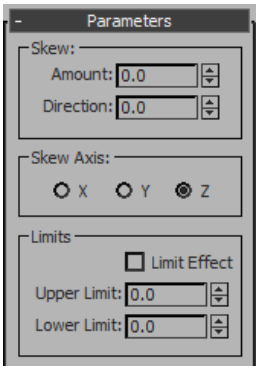 - Parameters
Skew:
Amount: 0.0
Direction: 0.0
Skew Axis:
X Y Z
Limits
Limit Effect
Upper Limit: 0.0
Lower Limit: 0.0